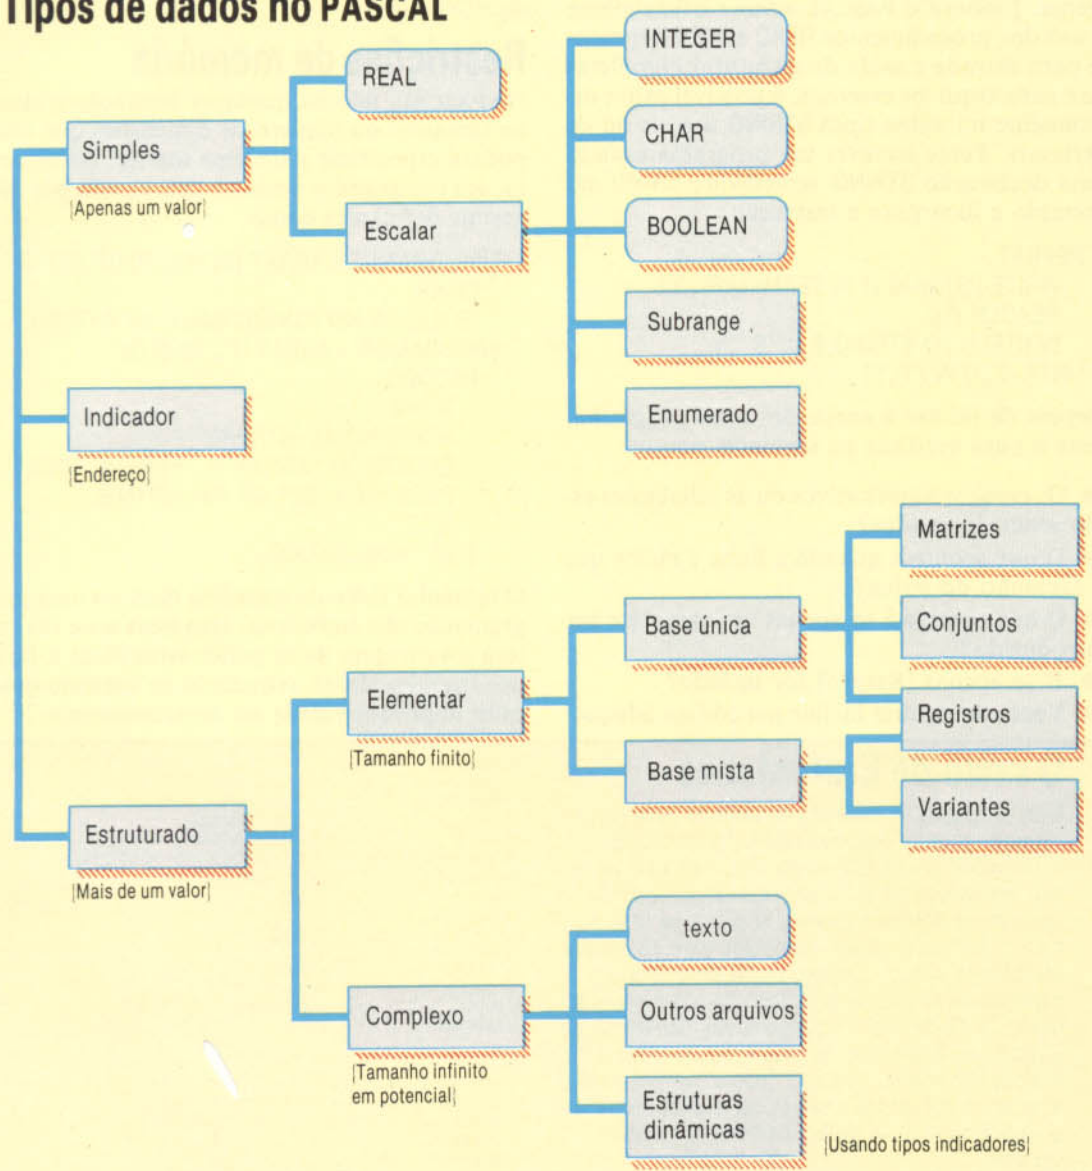 Tipos de dados no PASCAL
REAL
INTEGER
Simples
{Apenas um valor}
CHAR
Escalar
BOOLEAN
Subrange
Enumerado
Indicador
{Endereço}
Matrizes
Base única
Conjuntos
Elementar
{Tamanho finito}
Registros
Base mista
Variantes
Estruturado
{Mais de um valor}
texto
Complexo
{Tamanho infinito
em potencial}
Outros arquivos
Estruturas
dinâmicas
{Usando tipos indicadores}